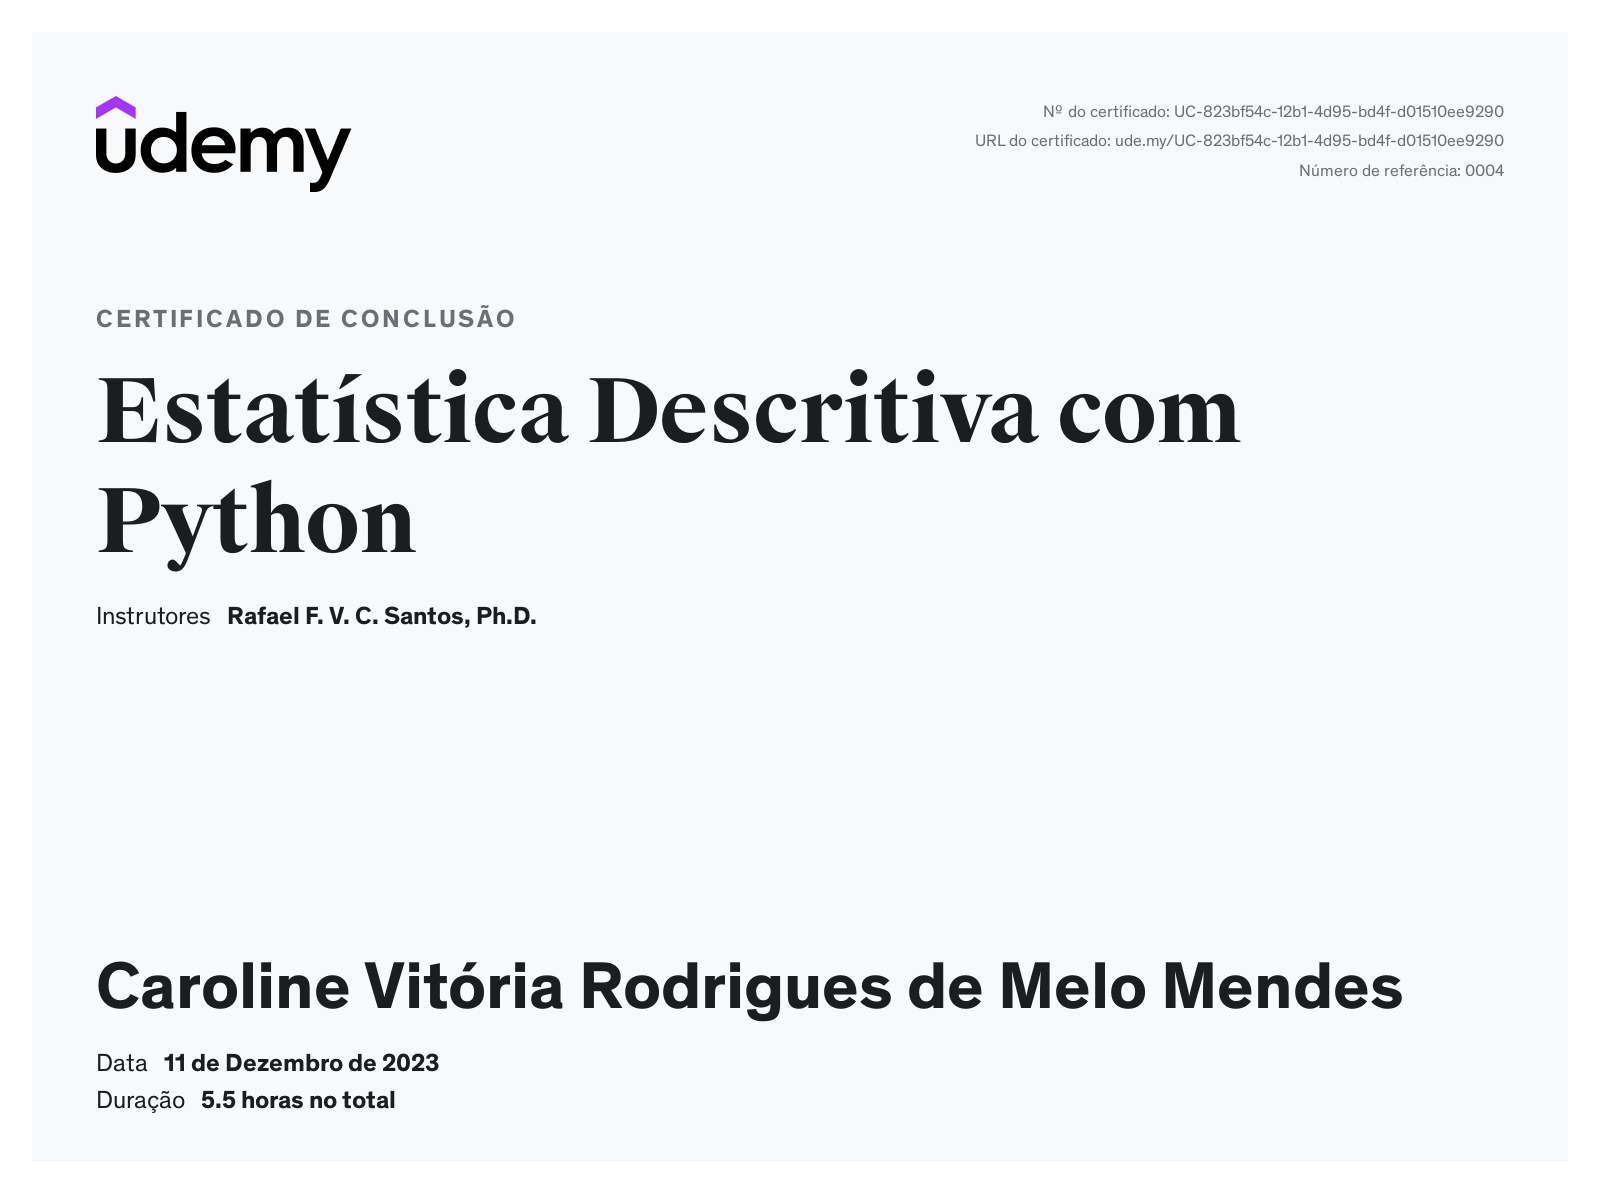 udemy
Nº do certificado: UC-823bf54c-12b1-4d95-bd4f-d01510ee9290
URL do certificado: ude.my/UC-823bf54c-12b1-4d95-bd4f-d01510ee9290
Número de referência: 0004
CERTIFICADO DE CONCLUSÃO
Estatística Descritiva com
Python
Instrutores Rafael F. V. C. Santos, Ph.D.
Caroline Vitória Rodrigues de Melo Mendes
Data 11 de Dezembro de 2023
Duração 5.5 horas no total